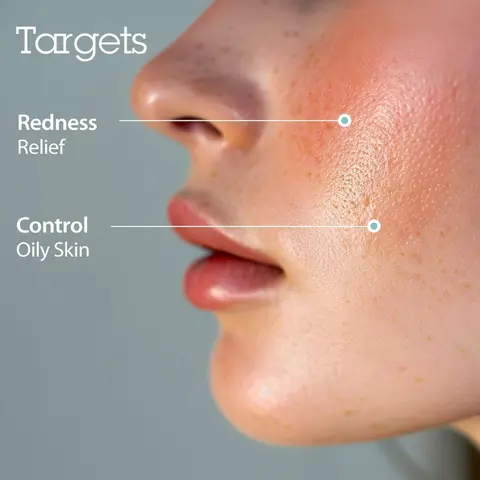 Targets
Redness
Relief
Control
Oily Skin